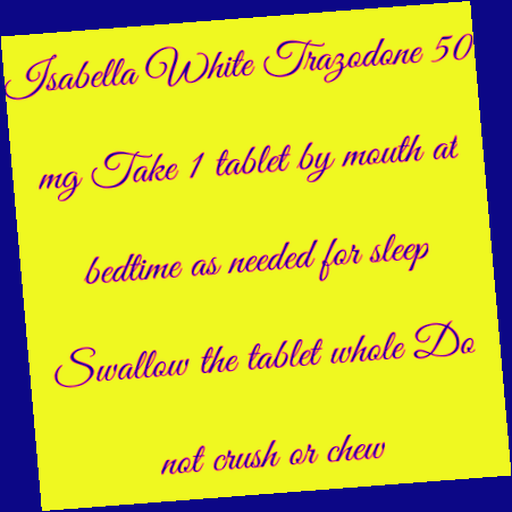 Isabella White Trazodone 50
mg Take 1 tablet by mouth at
bedtime as needed for sleep
Swallow the tablet whole Do
not crush or chew